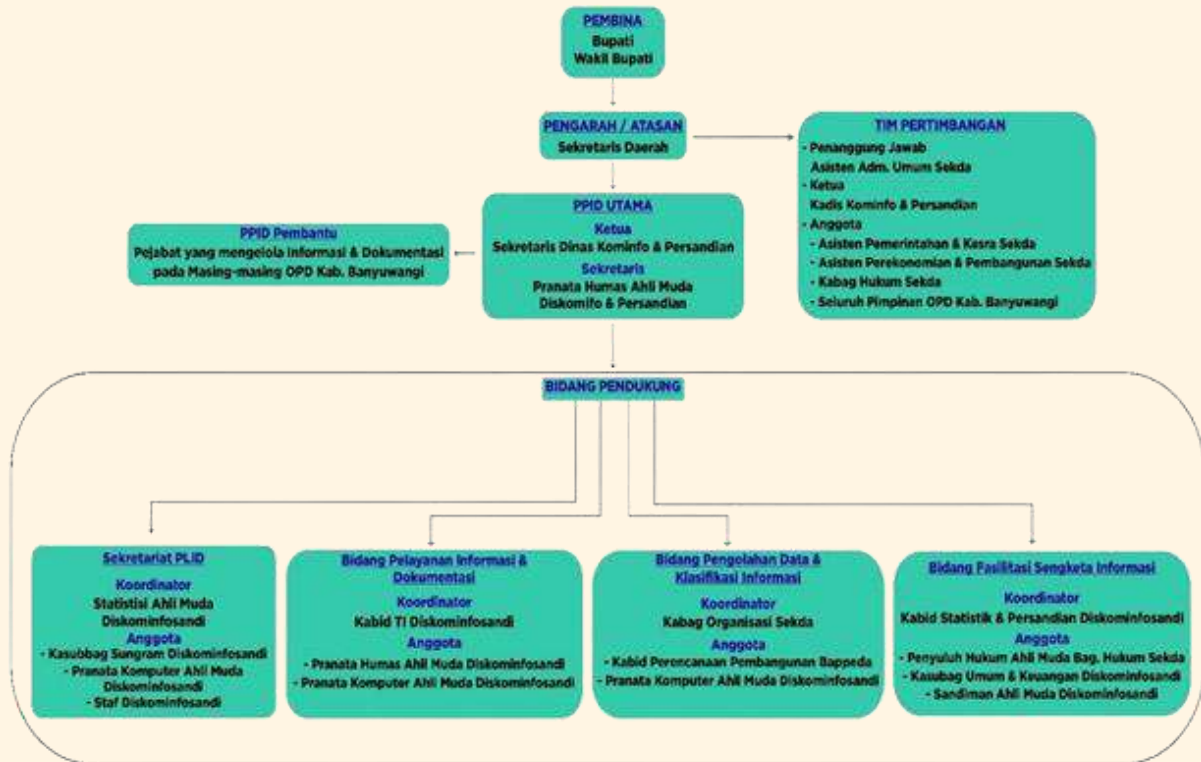 PEMBINA
Bupati
Wakil Bupati
PENGARAH / ATASAN
Sekretaris Daerah
TIM PERTIMBANGAN
- Penanggung Jawab
Asisten Adm. Umum Sekda
- Ketua
Kadis Kominfo & Persandian
- Anggota
- Asisten Pemerintahan & Kesra Sekda
- Asisten Perekonomian & Pembangunan Sekda
- Kabag Hukum Sekda
- Seluruh Pimpinan OPD Kab. Banyuwangi
PPID UTAMA
Ketua
Sekretaris Dinas Kominfo & Persandian
Sekretaris
Pranata Humas Ahli Muda
Diskomifo & Persandian
PPID Pembantu
Pejabat yang mengelola Informasi & Dokumentasi
pada Masing-masing OPD Kab. Banyuwangi
BIDANG PENDUKUNG
Sekretariat PLID
Koordinator
Statistisi Ahli Muda
Diskominfosandi
Anggota
- Kasubbag Sungram Diskominfosandi
- Pranata Komputer Ahli Muda
Diskominfosandi
- Staf Diskominfosandi
Bidang Pelayanan Informasi &
Dokumentasi
Koordinator
Kabid TI Diskominfosandi
Anggota
- Pranata Humas Ahli Muda Diskominfosandi
- Pranata Komputer Ahli Muda Diskominfosandi
Bidang Pengolahan Data &
Klasifikasi Informasi
Koordinator
Kabag Organisasi Sekda
Anggota
- Kabid Perencanaan Pembangunan Bappeda
- Pranata Komputer Ahli Muda Diskominfosandi
Bidang Fasilitasi Sengketa Informasi
Koordinator
Kabid Statistik & Persandian Diskominfosandi
Anggota
- Penyuluh Hukum Ahli Muda Bag. Hukum Sekda
- Kasubag Umum & Keuangan Diskominfosandi
- Sandiman Ahli Muda Diskominfosandi